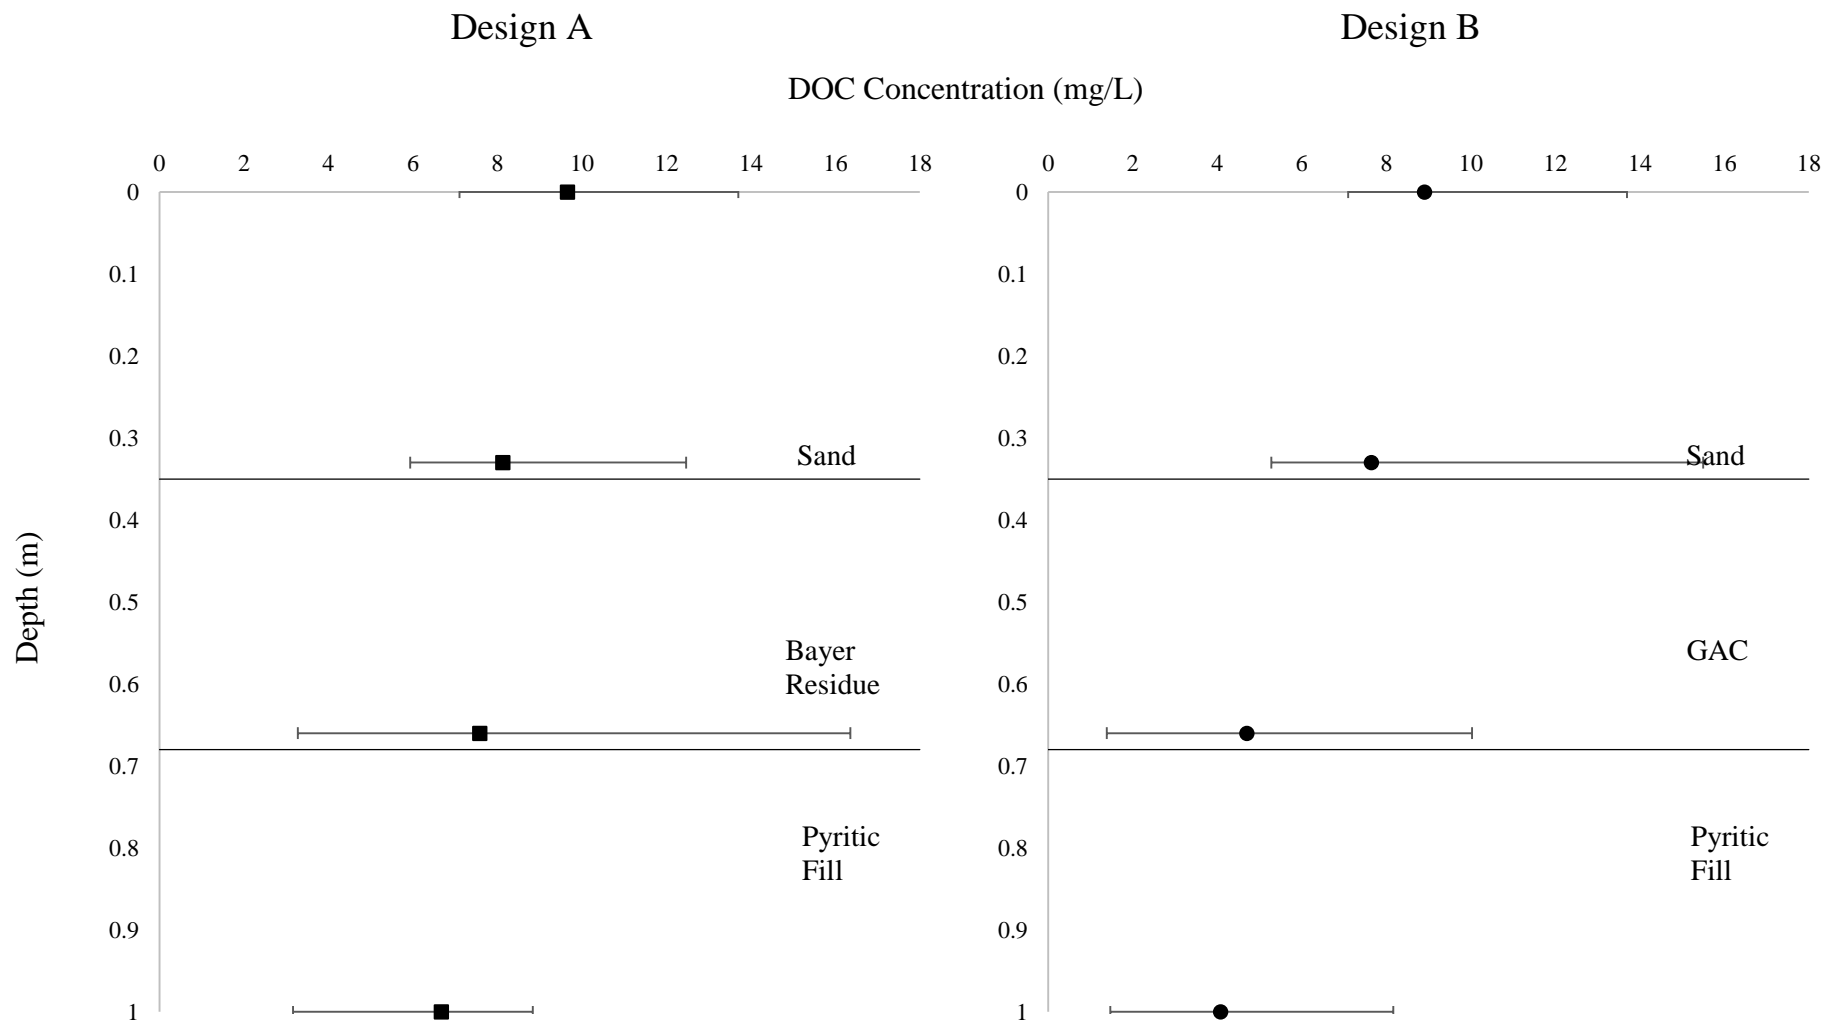 Design A
Design B
DOC Concentration (mg/L)
0 2 4 6 8 10 12 14 16 18
0 2 4 6 8 10 12 14 16 18
Depth (m)
0
0.1
0.2
0.3
0.4
0.5
0.6
0.7
0.8
0.9
1
Sand
Bayer
Residue
Pyritic
Fill
0
0.1
0.2
0.3
0.4
0.5
0.6
0.7
0.8
0.9
1
Sand
GAC
Pyritic
Fill